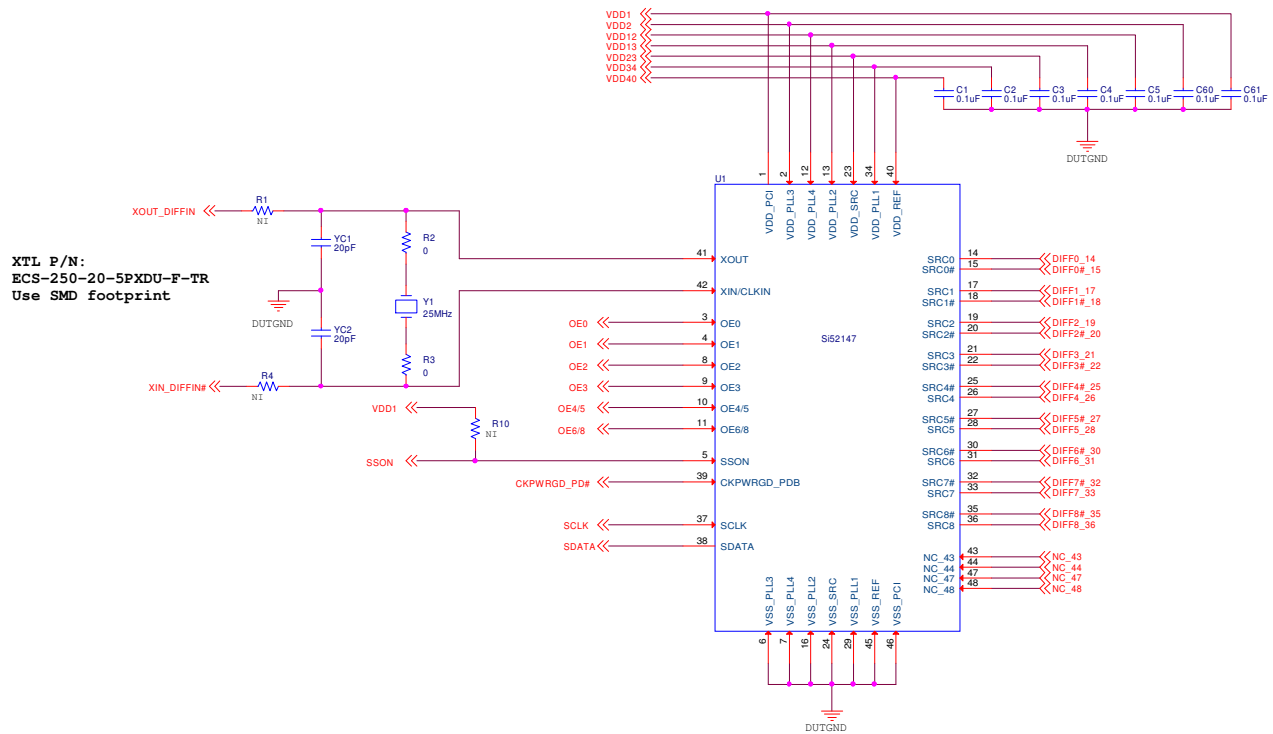 VDD1
VDD2
VDD12
VDD13
VDD23
VDD34
VDD40
C1
0.1uF
C2
0.1uF
C3
0.1uF
C4
0.1uF
C5
0.1uF
C60
0.1uF
C61
0.1uF
DUTGND
U1
1
2
12
13
23
34
40
VDD_PCI
VDD_PLL3
VDD_PLL4
VDD_PLL2
VDD_SRC
VDD_PLL1
VDD_REF
XOUT_DIFFIN
R1
NI
YC1
20pF
R2
0
XTL P/N:
ECS-250-20-5PXDU-F-TR
Use SMD footprint
DUTGND
Y1
25MHz
YC2
20pF
R3
0
XIN_DIFFIN#
R4
NI
VDD1
R10
NI
41 XOUT
42 XIN/CLKIN
OE0 3 OE0
OE1 4 OE1
OE2 8 OE2
OE3 9 OE3
OE4/5 10 OE4/5
OE6/8 11 OE6/8
SSON 5 SSON
CKPWRGD_PD# 39 CKPWRGD_PDB
SCLK 37 SCLK
SDATA 38 SDATA
Si52147
SRC0 14 DIFF0_14
SRC0# 15 DIFF0#_15
SRC1 17 DIFF1_17
SRC1# 18 DIFF1#_18
SRC2 19 DIFF2_19
SRC2# 20 DIFF2#_20
SRC3 21 DIFF3_21
SRC3# 22 DIFF3#_22
SRC4# 25 DIFF4#_25
SRC4 26 DIFF4_26
SRC5# 27 DIFF5#_27
SRC5 28 DIFF5_28
SRC6# 30 DIFF6#_30
SRC6 31 DIFF6_31
SRC7# 32 DIFF7#_32
SRC7 33 DIFF7_33
SRC8# 35 DIFF8#_35
SRC8 36 DIFF8_36
NC_43 43 NC_43
NC_44 44 NC_44
NC_47 47 NC_47
NC_48 48 NC_48
VSS_PLL3
VSS_PLL4
VSS_PLL2
VSS_SRC
VSS_PLL1
VSS_REF
VSS_PCI
6
7
16
24
29
45
46
DUTGND